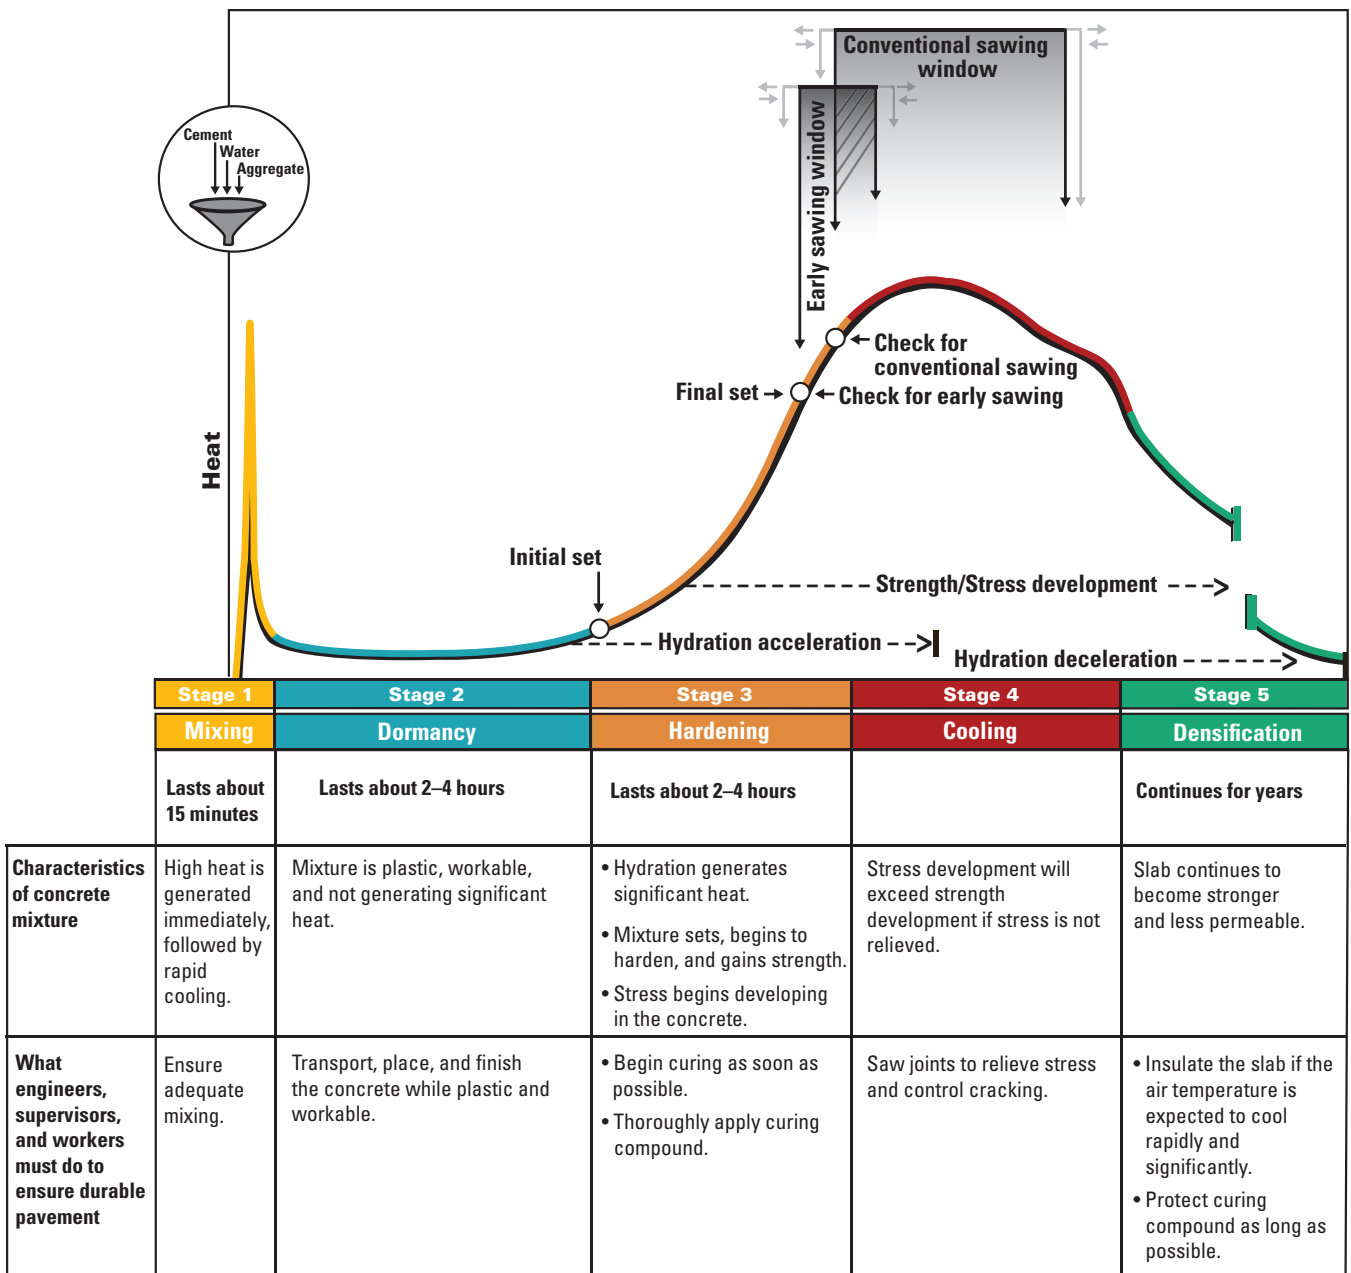 Conventional sawing
window
Cement
Water
Aggregate
Early sawing window
Check for
conventional sawing
Final set
Check for early sawing
Heat
Initial set
Strength/Stress development
Hydration acceleration
Hydration deceleration
Stage 1
Stage 2
Stage 3
Stage 4
Stage 5
Mixing
Dormancy
Hardening
Cooling
Densification
Lasts about
15 minutes
Lasts about 2–4 hours
Lasts about 2–4 hours
Continues for years
Characteristics
of concrete
mixture
High heat is
generated
immediately,
followed by
rapid
cooling.
Mixture is plastic, workable,
and not generating significant
heat.
• Hydration generates
significant heat.
• Mixture sets, begins to
harden, and gains strength.
• Stress begins developing
in the concrete.
Stress development will
exceed strength
development if stress is not
relieved.
Slab continues to
become stronger
and less permeable.
What
engineers,
supervisors,
and workers
must do to
ensure durable
pavement
Ensure
adequate
mixing.
Transport, place, and finish
the concrete while plastic and
workable.
• Begin curing as soon as
possible.
• Thoroughly apply curing
compound.
Saw joints to relieve stress
and control cracking.
• Insulate the slab if the
air temperature is
expected to cool
rapidly and
significantly.
• Protect curing
compound as long as
possible.